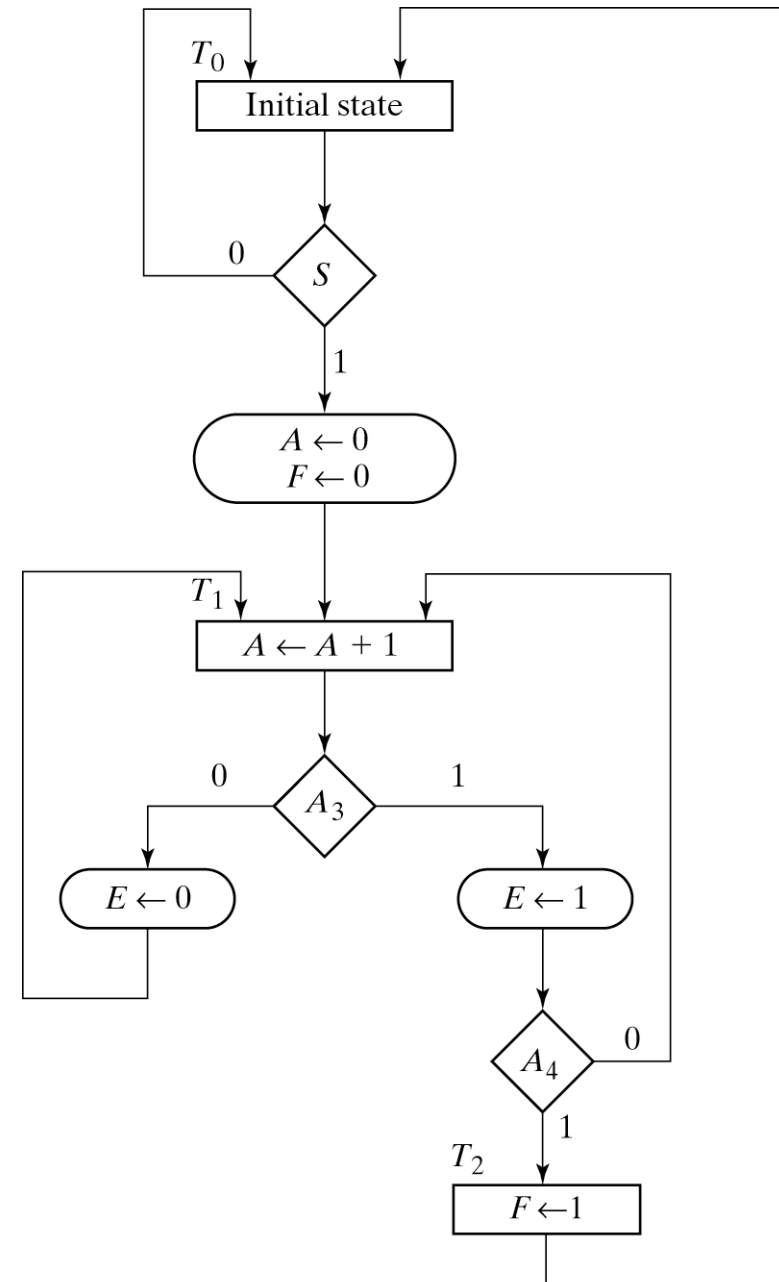 T₀
Initial state
0
S
1
A ← 0
F ← 0
T₁
A ← A + 1
0
A₃
1
E ← 0
E ← 1
A₄
0
1
T₂
F ←1